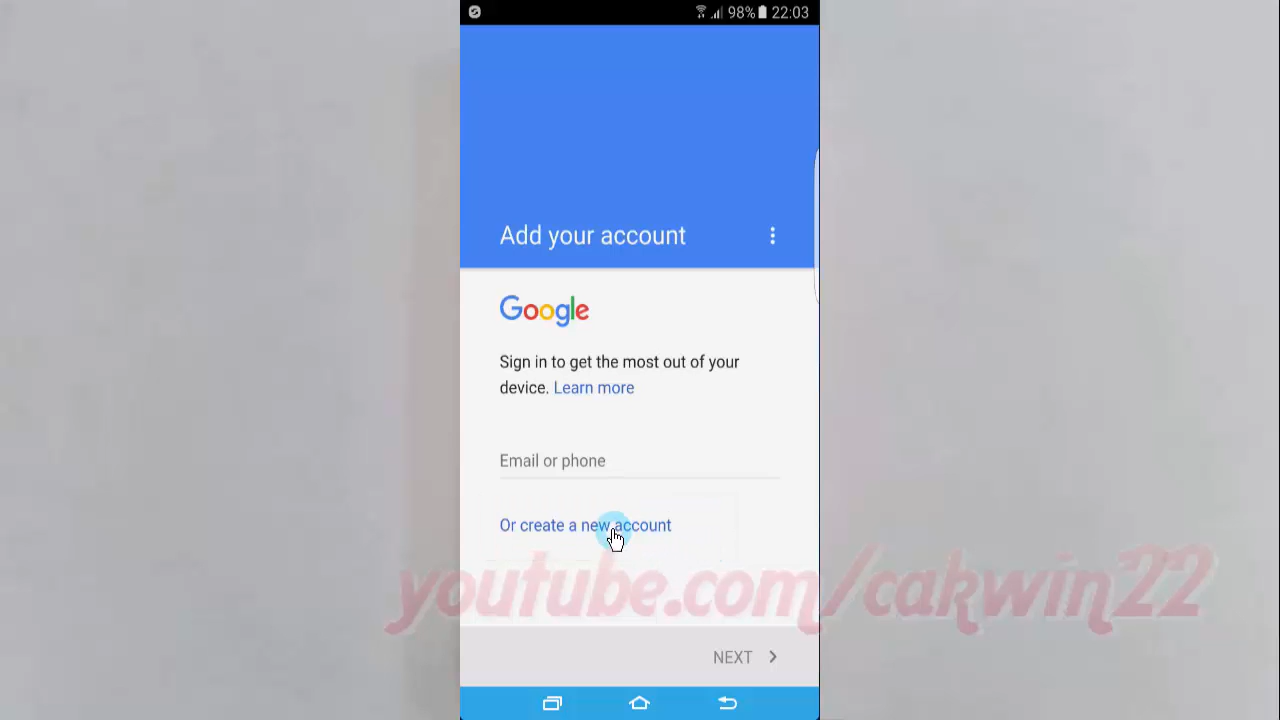 98% 22:03
Add your account
Google
Sign in to get the most out of your
device. Learn more
Email or phone
Or create a new account
youtube.com/cakwin22
NEXT